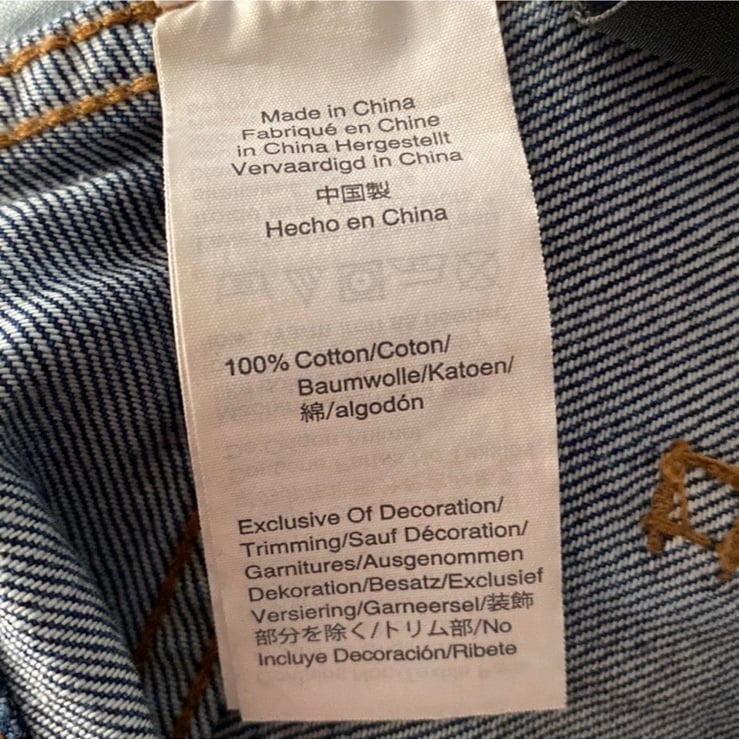 Made in China
Fabriqué en Chine
in China Hergestellt
Vervaardigd in China
中国製
Hecho en China
100% Cotton/Coton/
Baumwolle/Katoen/
綿/algodón
Exclusive Of Decoration/
Trimming/Sauf Décoration/
Garnitures/Ausgenommen
Dekoration/Besatz/Exclusief
Versiering/Garneersel/装飾
部分を除く/トリム部/No
Incluye Decoración/Ribete